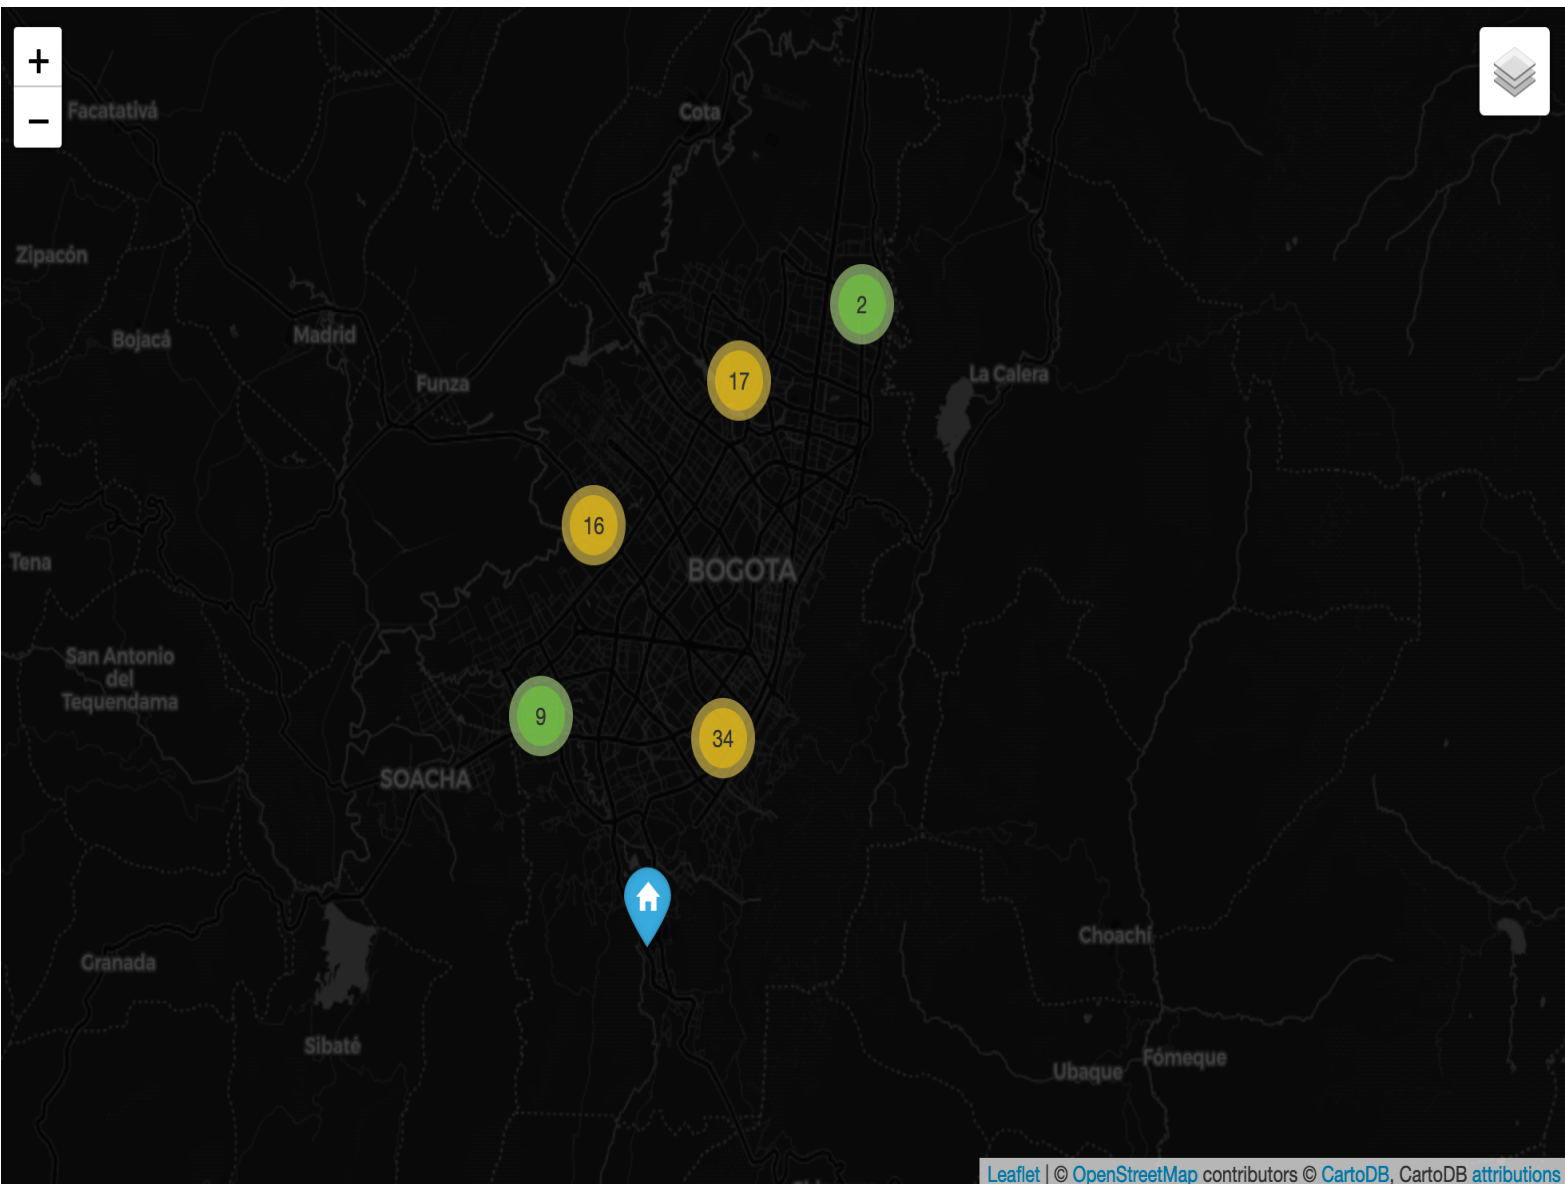 +
−
Facatativá
Cota
Zipacón
2
Bojacá
Madrid
17
La Calera
Funza
16
Tena
BOGOTA
San Antonio
del
Tequendama
9
34
SOACHA
Choachí
Granada
Sibaté
Fómeque
Ubaque
Leaflet | © OpenStreetMap contributors © CartoDB, CartoDB attributions